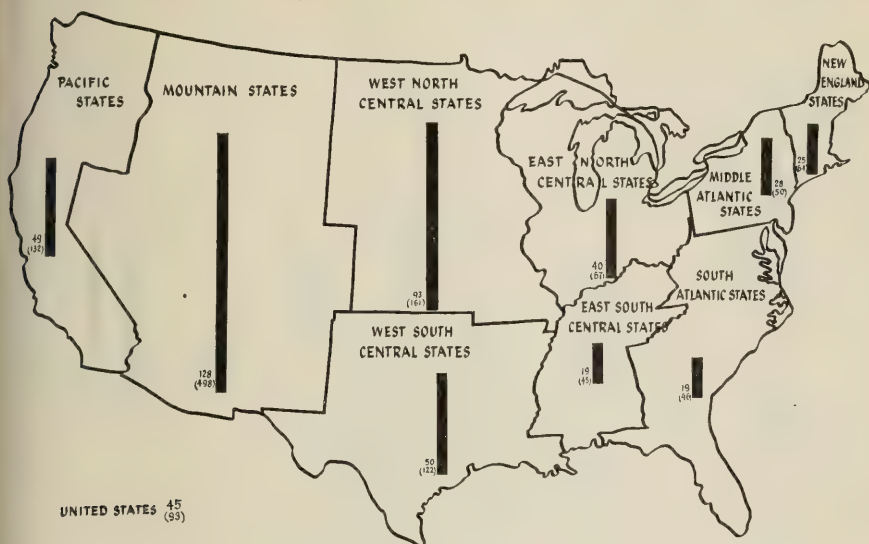 PACIFIC
STATES
49
(132)
MOUNTAIN STATES
128
(498)
WEST NORTH
CENTRAL STATES
93
(161)
WEST SOUTH
CENTRAL STATES
50
(122)
EAST NORTH
CENTRAL STATES
40
(67)
EAST SOUTH
CENTRAL STATES
19
(45)
SOUTH
ATLANTIC STATES
19
MIDDLE
ATLANTIC
STATES
28
(50)
NEW
ENGLAND
STATES
25
UNITED STATES 45
(93)